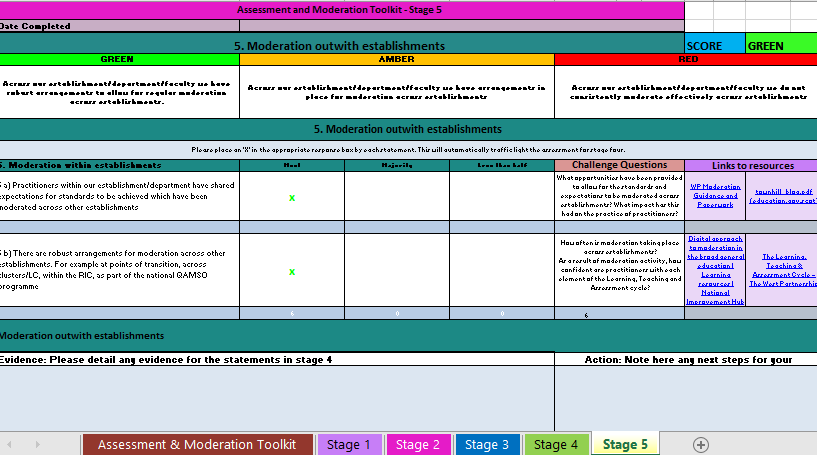 Assessment and Moderation Toolkit - Stage 5
Date Completed
5. Moderation outwith establishments
SCORE
GREEN
GREEN
AMBER
RED
Across our establishment/department/faculty we have
robust arrangements to allow for regular moderation
across establishments.
Across our establishment/department/faculty we have arrangements in
place for moderation across establishments
Across our establishment/department/faculty we do not
consistently moderate effectively across establishments
5. Moderation outwith establishments
Please place an 'X' in the appropriate response box by each statement. This will automatically traffic light the assessment for stage four.
5. Moderation within establishments
Most
Majority
Less than half
Challenge Questions
Links to resources
5 a) Practitioners within our establishment/department have shared
expectations for standards to be achieved which have been
moderated across other establishments
x
What opportunities have been provided
to allow for the standards and
expectations to be moderated across
establishments? What impact has this
had on the practice of practitioners?
WP Moderation
Guidance and
Paperwork
townhill_blog.pdf
(education.gov.scot)
5 b) There are robust arrangements for moderation across other
establishments. For example at points of transition, across
clusters/LC, within the RIC, as part of the national QAMSO
programme
x
How often is moderation taking place
across establishments?
As a result of moderation activity, how
confident are practitioners with each
element of the Learning, Teaching and
Assessment cycle?
Digital approach
to moderation in
the broad general
education |
Learning
resources |
National
Improvement Hub
The Learning,
Teaching &
Assessment Cycle –
The West Partnership
6
0
0
6
Moderation outwith establishments
Evidence: Please detail any evidence for the statements in stage 4
Action: Note here any next steps for your
Assessment & Moderation Toolkit
Stage 1
Stage 2
Stage 3
Stage 4
Stage 5